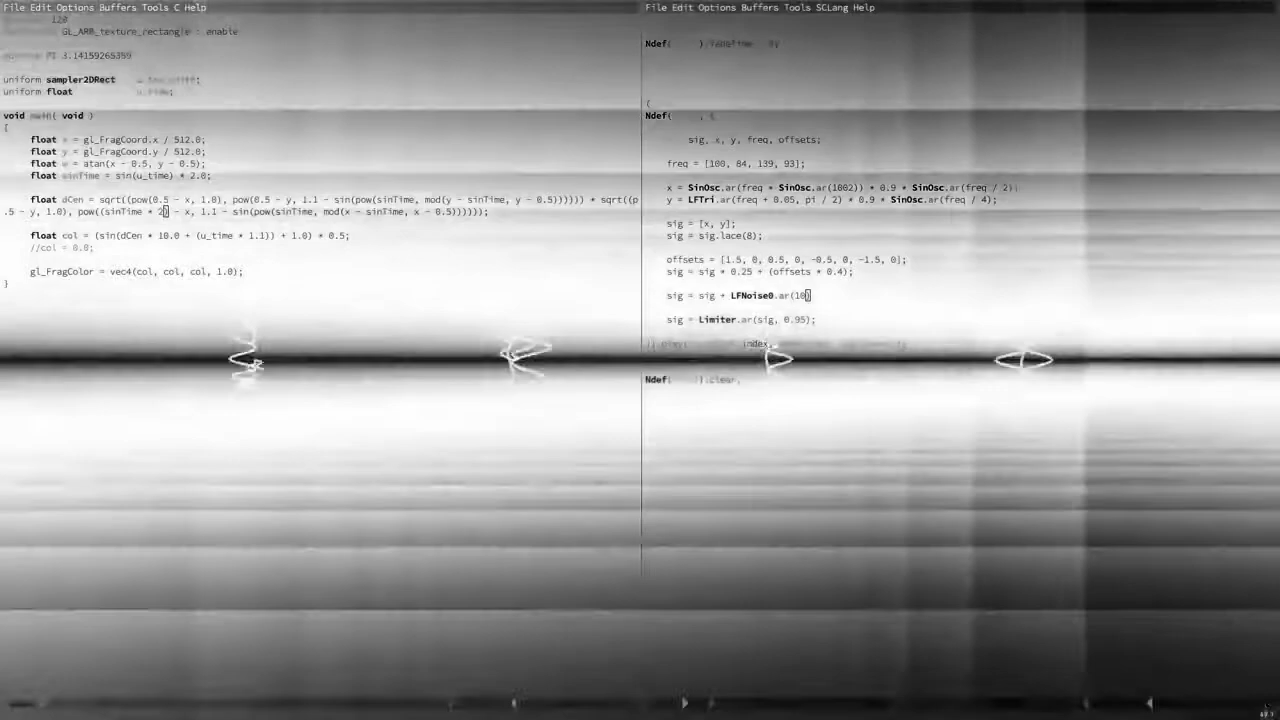 File Edit Options Buffers Tools C Help
120
GL_ARB_texture_rectangle : enable
PI 3.14159265359
uniform sampler2DRect
uniform float
void main( void )
{
float x = gl_FragCoord.x / 512.0;
float y = gl_FragCoord.y / 512.0;
float = atan(x - 0.5, y - 0.5);
float sinTime = sin(u_time) * 2.0;
float dCen = sqrt((pow(0.5 - x, 1.0), pow(0.5 - y, 1.1 - sin(pow(sinTime, mod(y - sinTime, y - 0.5)))))) * sqrt((p
.5 - y, 1.0), pow((sinTime * 2) - x, 1.1 - sin(pow(sinTime, mod(x - sinTime, x - 0.5))))));
float col = (sin(dCen * 10.0 + (u_time * 1.1)) + 1.0) * 0.5;
//col = 0.0;
gl_FragColor = vec4(col, col, col, 1.0);
}
File Edit Options Buffers Tools SCLang Help
Ndef( ).fadeTime
(
Ndef(
sig, x, y, freq, offsets;
freq = [100, 84, 139, 93];
x = SinOsc.ar(freq * SinOsc.ar(1002)) * 0.9 * SinOsc.ar(freq / 2);
y = LFTri.ar(freq + 0.05, pi / 2) * 0.9 * SinOsc.ar(freq / 4);
sig = [x, y];
sig = sig.lace(8);
offsets = [1.5, 0, 0.5, 0, -0.5, 0, -1.5, 0];
sig = sig * 0.25 + (offsets * 0.4);
sig = sig + LFNoise0.ar(10)
sig = Limiter.ar(sig, 0.95);
index,
Ndef( ).clear;